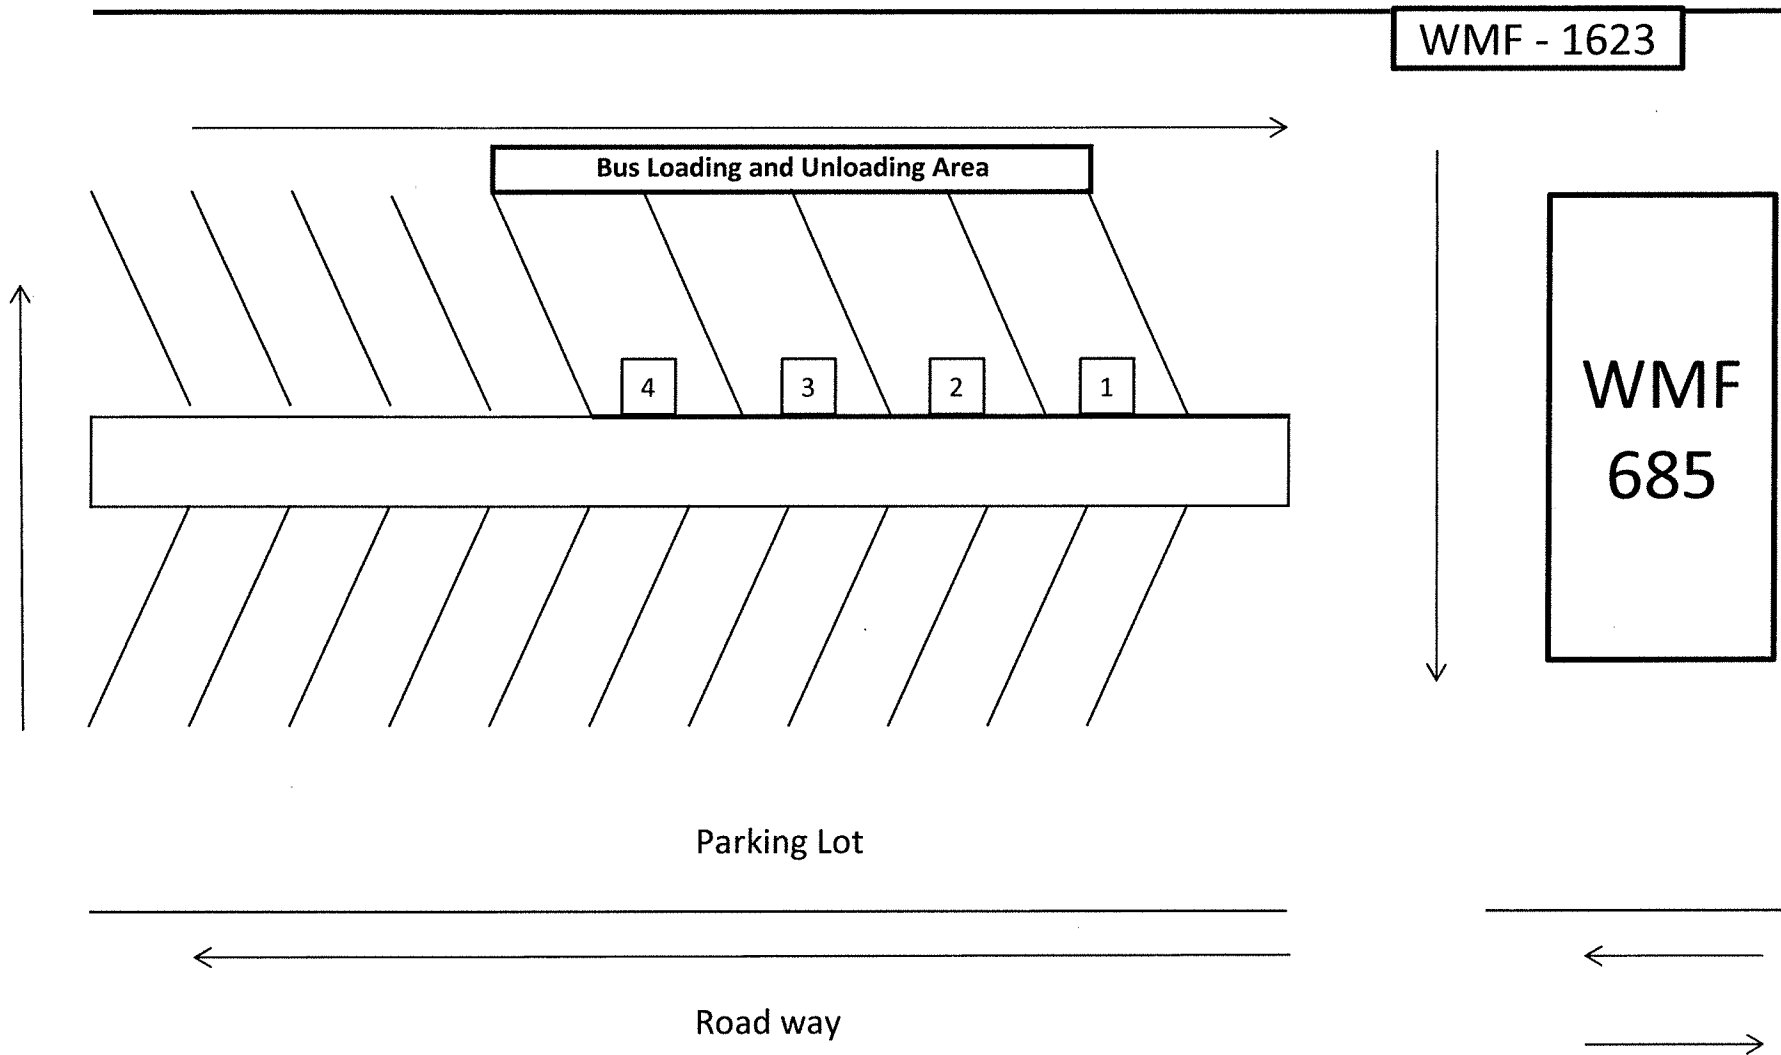 WMF - 1623
Bus Loading and Unloading Area
4
3
2
1
WMF
685
Parking Lot
Road way